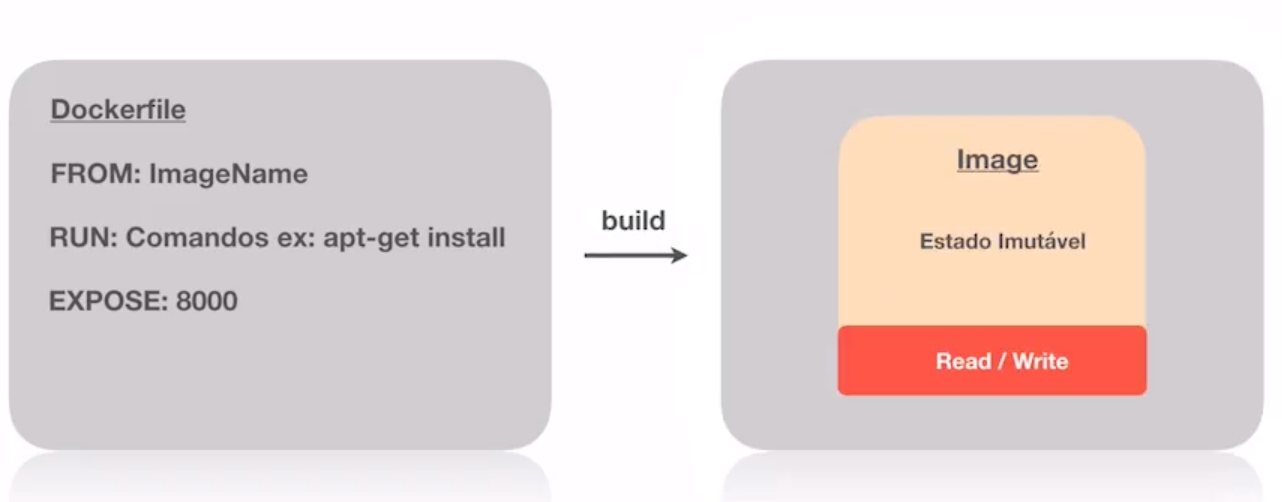 Dockerfile
FROM: ImageName
RUN: Comandos ex: apt-get install
EXPOSE: 8000
build
Image
Estado Imutável
Read / Write